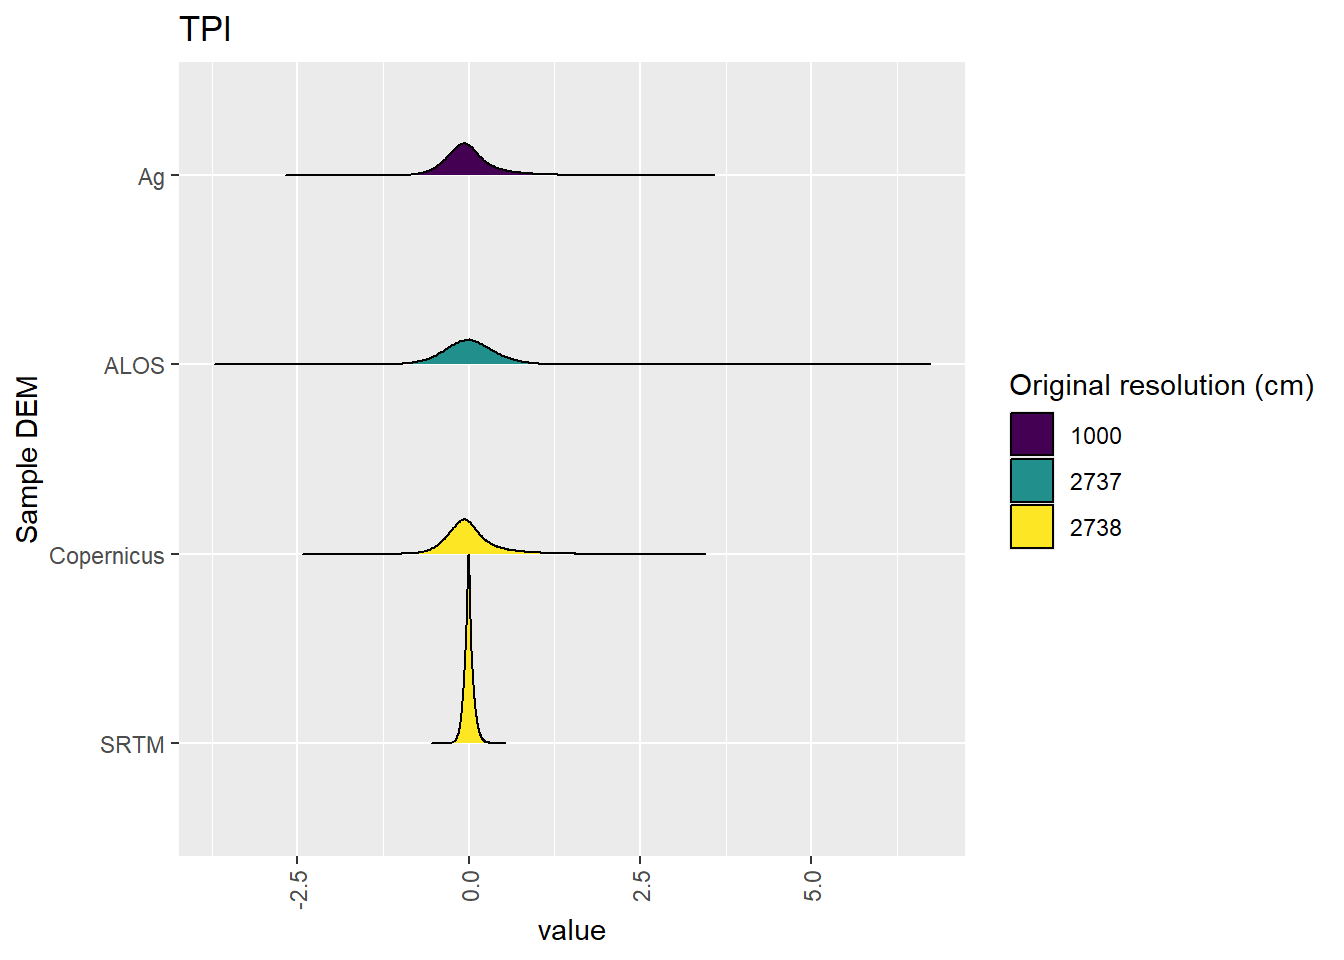 TPI
Ag
ALOS
Copernicus
SRTM
Sample DEM
-2.5
0.0
2.5
5.0
value
Original resolution (cm)
1000
2737
2738